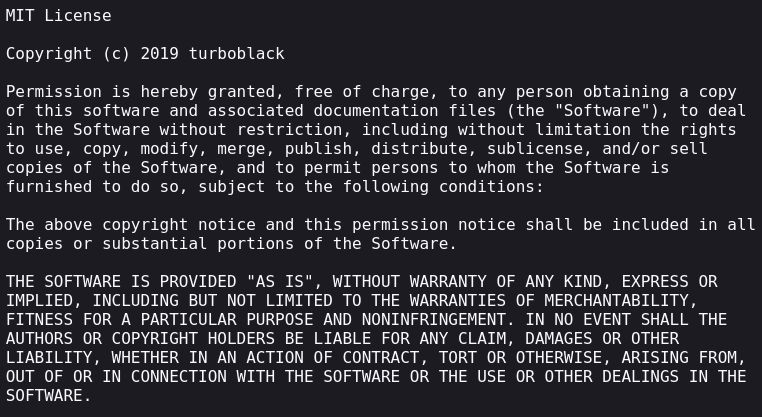 MIT License
Copyright (c) 2019 turboblack
Permission is hereby granted, free of charge, to any person obtaining a copy
of this software and associated documentation files (the "Software"), to deal
in the Software without restriction, including without limitation the rights
to use, copy, modify, merge, publish, distribute, sublicense, and/or sell
copies of the Software, and to permit persons to whom the Software is
furnished to do so, subject to the following conditions:
The above copyright notice and this permission notice shall be included in all
copies or substantial portions of the Software.
THE SOFTWARE IS PROVIDED "AS IS", WITHOUT WARRANTY OF ANY KIND, EXPRESS OR
IMPLIED, INCLUDING BUT NOT LIMITED TO THE WARRANTIES OF MERCHANTABILITY,
FITNESS FOR A PARTICULAR PURPOSE AND NONINFRINGEMENT. IN NO EVENT SHALL THE
AUTHORS OR COPYRIGHT HOLDERS BE LIABLE FOR ANY CLAIM, DAMAGES OR OTHER
LIABILITY, WHETHER IN AN ACTION OF CONTRACT, TORT OR OTHERWISE, ARISING FROM,
OUT OF OR IN CONNECTION WITH THE SOFTWARE OR THE USE OR OTHER DEALINGS IN THE
SOFTWARE.